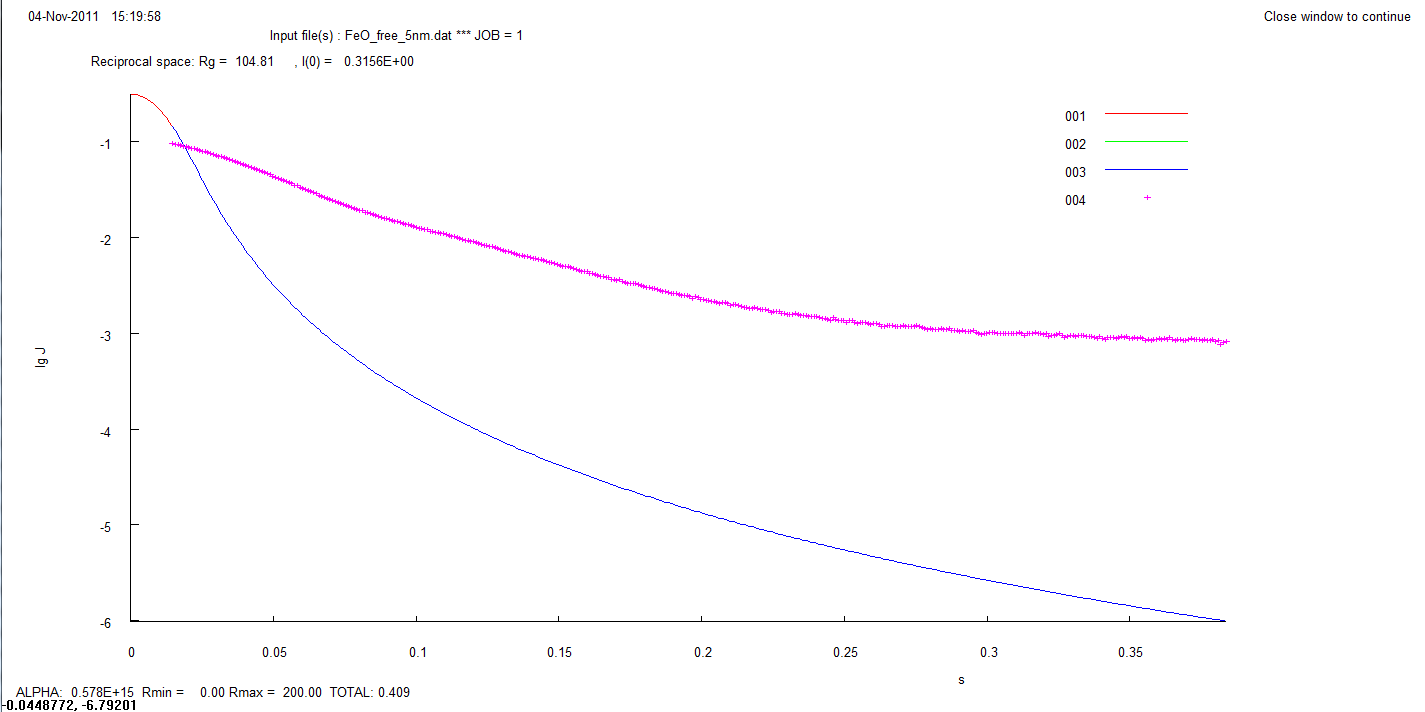 04-Nov-2011 15:19:58
Close window to continue
Input file(s) : FeO_free_5nm.dat *** JOB = 1
Reciprocal space: Rg = 104.81 , I(0) = 0.3156E+00
001
002
003
004
-1
-2
-3
-4
-5
-6
lg J
0 0.05 0.1 0.15 0.2 0.25 0.3 0.35
s
ALPHA: 0.578E+15 Rmin = 0.00 Rmax = 200.00 TOTAL: 0.409
-0.0448772, -6.79201